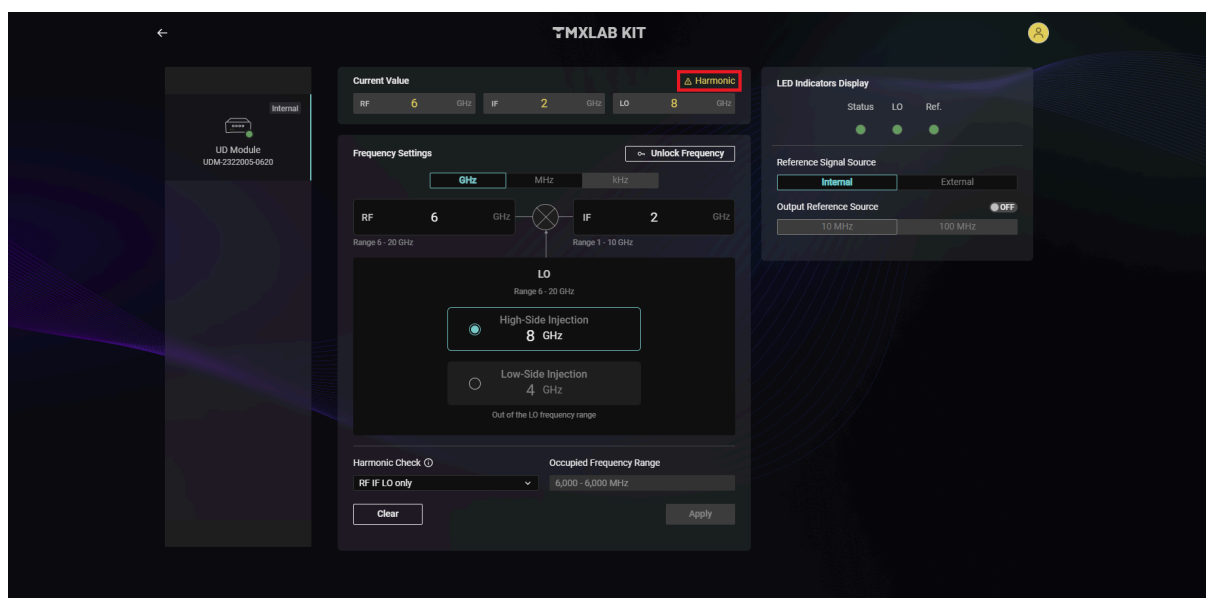 TMXLAB KIT
Internal
UD Module
UDM-2322005-0620
Current Value
Harmonic
RF 6 GHz IF 2 GHz LO 8 GHz
Frequency Settings
Unlock Frequency
GHz MHz kHz
RF 6 GHz
IF 2 GHz
Range 6 - 20 GHz
Range 1 - 10 GHz
LO
Range 6 - 20 GHz
High-Side Injection
8 GHz
Low-Side Injection
4 GHz
Out of the LO frequency range
Harmonic Check
Occupied Frequency Range
RF IF LO only
6,000 - 6,000 MHz
Clear
Apply
LED Indicators Display
Status LO Ref.
Reference Signal Source
Internal External
Output Reference Source
OFF
10 MHz 100 MHz